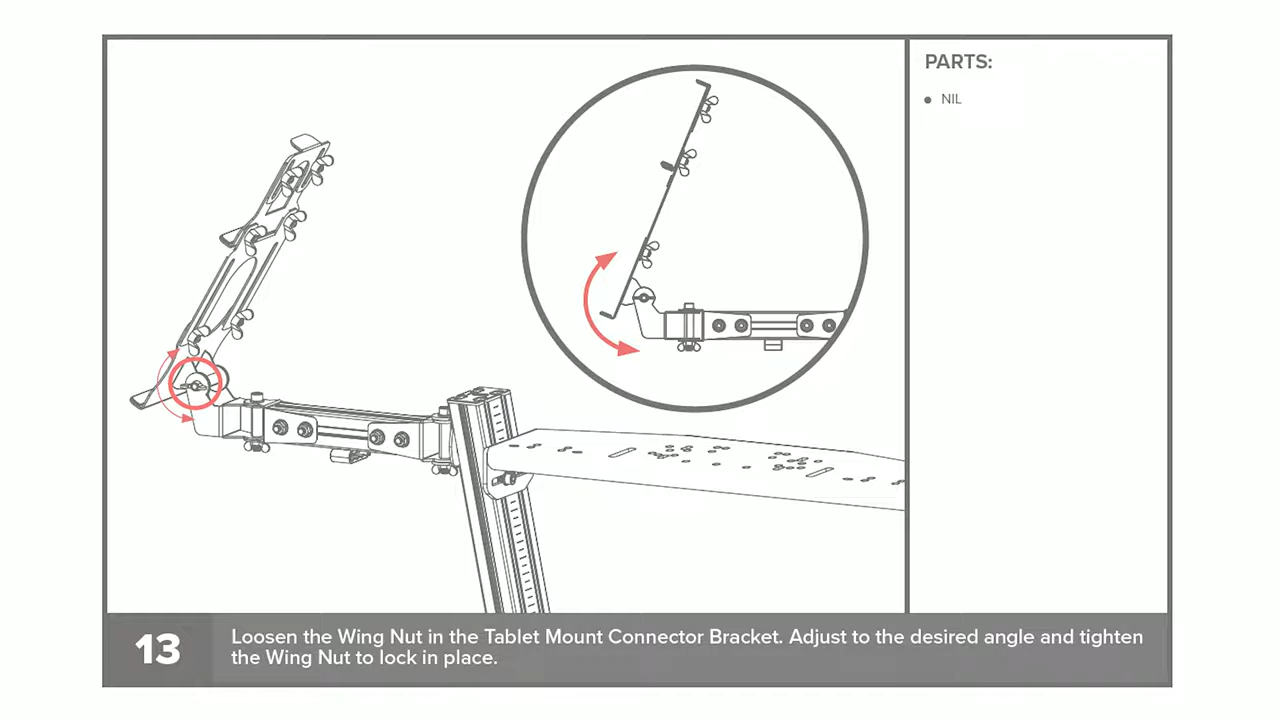 PARTS:
● NIL
13
Loosen the Wing Nut in the Tablet Mount Connector Bracket. Adjust to the desired angle and tighten
the Wing Nut to lock in place.